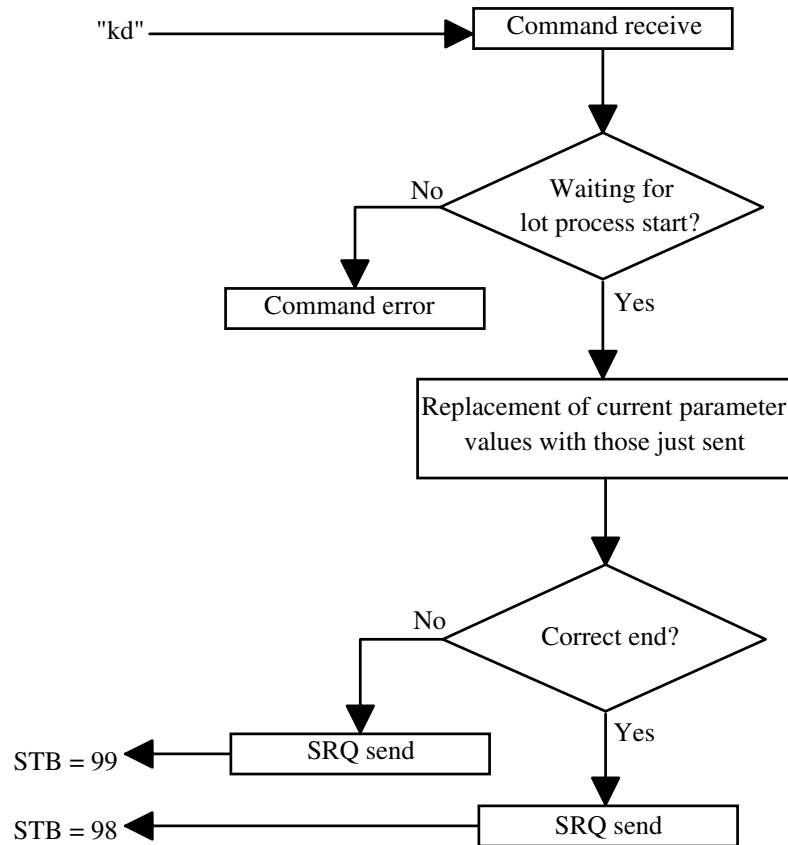 "kd"
Command receive
No
Waiting for
lot process start?
Command error
Yes
Replacement of current parameter
values with those just sent
No
Correct end?
Yes
STB = 99
SRQ send
STB = 98
SRQ send